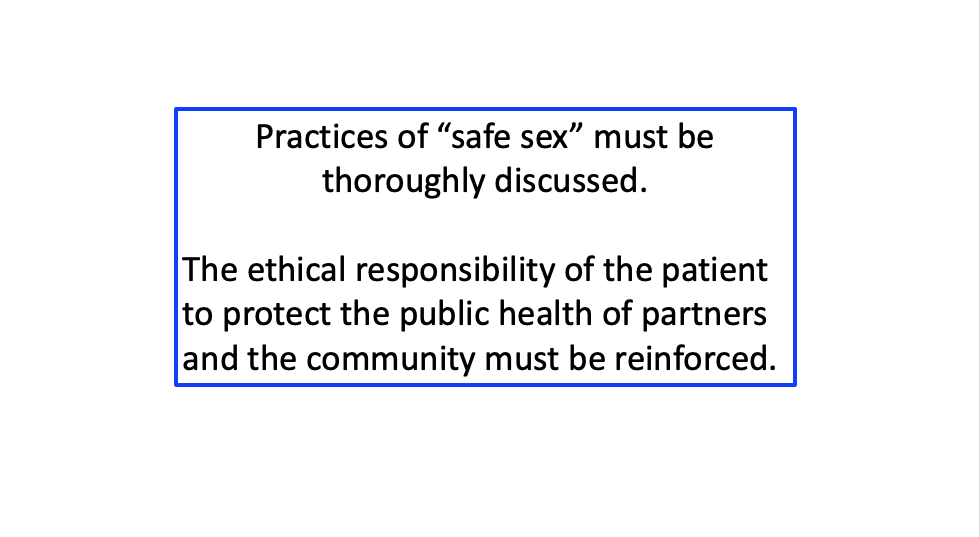 Practices of “safe sex” must be
thoroughly discussed.
The ethical responsibility of the patient
to protect the public health of partners
and the community must be reinforced.